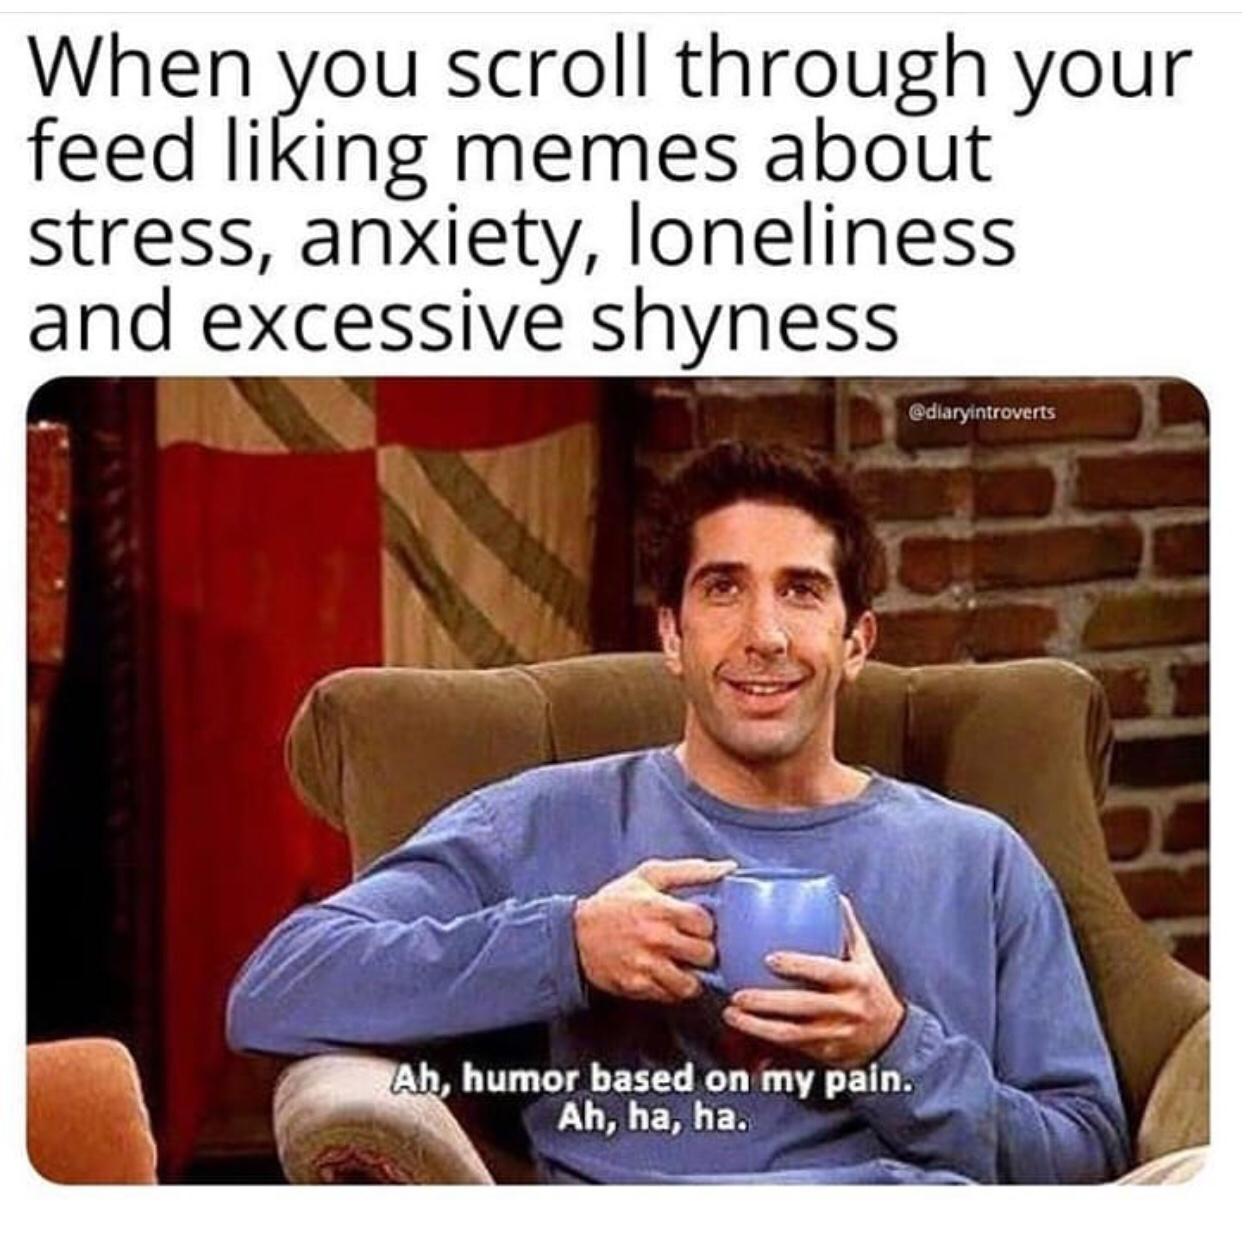 When you scroll through your
feed liking memes about
stress, anxiety, loneliness
and excessive shyness
@diaryintroverts
Ah, humor based on my pain.
Ah, ha, ha.